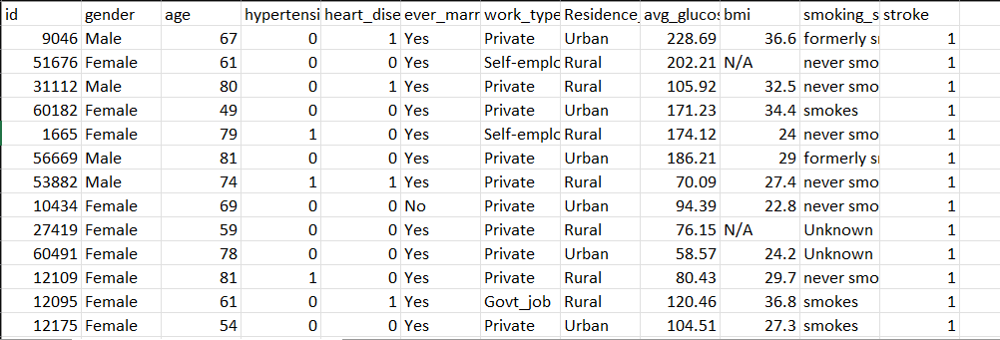 id gender age hypertensi heart_dise ever_marr work_type Residence_ avg_glucos bmi smoking_s stroke
9046 Male 67 0 1 Yes Private Urban 228.69 36.6 formerly sı 1
51676 Female 61 0 0 Yes Self-emplo Rural 202.21 N/A never smo 1
31112 Male 80 0 1 Yes Private Rural 105.92 32.5 never smo 1
60182 Female 49 0 0 Yes Private Urban 171.23 34.4 smokes 1
1665 Female 79 1 0 Yes Self-emplo Rural 174.12 24 never smo 1
56669 Male 81 0 0 Yes Private Urban 186.21 29 formerly sı 1
53882 Male 74 1 1 Yes Private Rural 70.09 27.4 never smo 1
10434 Female 69 0 0 No Private Urban 94.39 22.8 never smo 1
27419 Female 59 0 0 Yes Private Rural 76.15 N/A Unknown 1
60491 Female 78 0 0 Yes Private Urban 58.57 24.2 Unknown 1
12109 Female 81 1 0 Yes Private Rural 80.43 29.7 never smo 1
12095 Female 61 0 1 Yes Govt_job Rural 120.46 36.8 smokes 1
12175 Female 54 0 0 Yes Private Urban 104.51 27.3 smokes 1